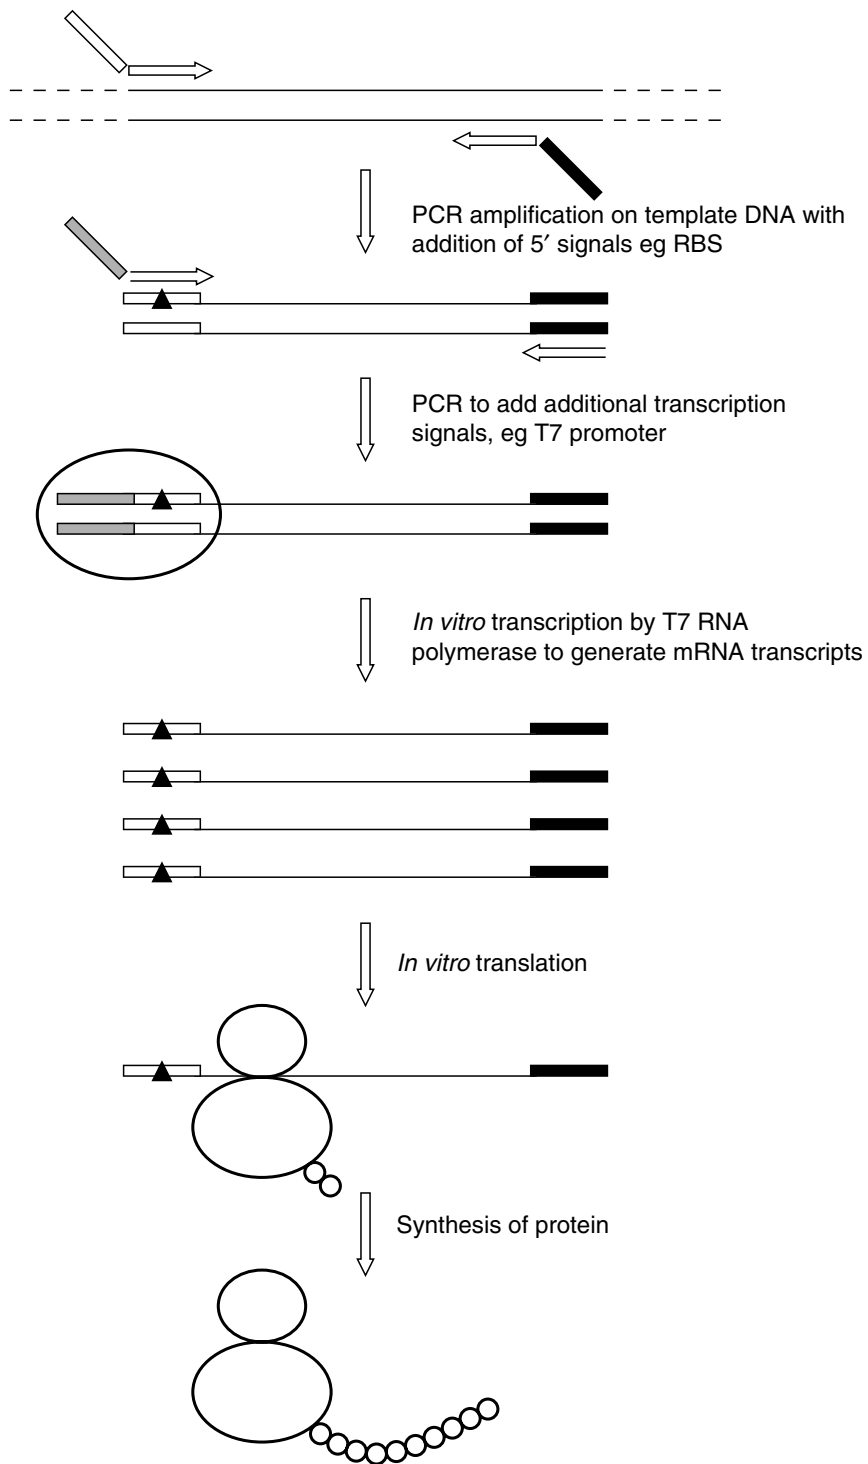 PCR amplification on template DNA with
addition of 5′ signals eg RBS
PCR to add additional transcription
signals, eg T7 promoter
In vitro transcription by T7 RNA
polymerase to generate mRNA transcripts
In vitro translation
Synthesis of protein